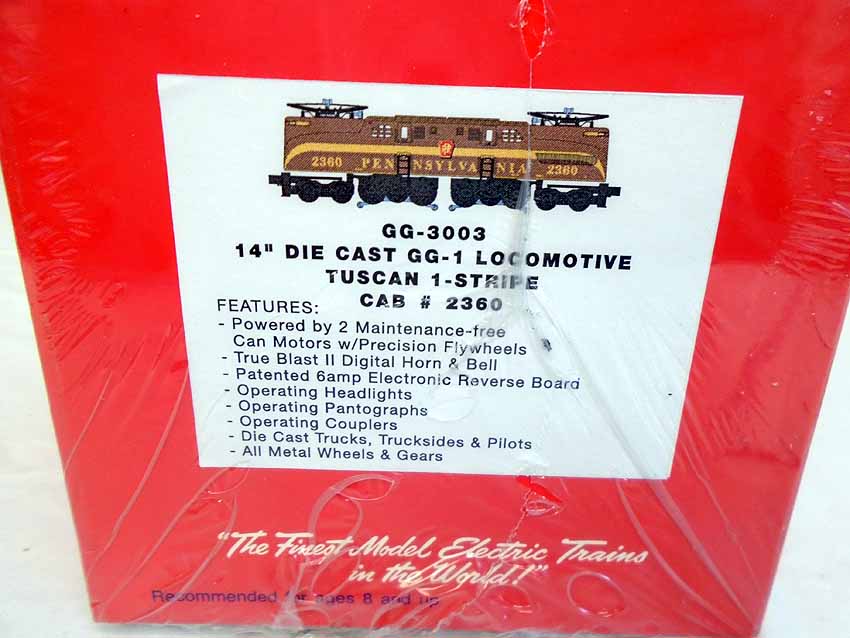 2360 PENNSYLVANIA 2360
GG-3003
14" DIE CAST GG-1 LOCOMOTIVE
TUSCAN 1-STRIPE
CAB # 2360
FEATURES:
- Powered by 2 Maintenance-free
Can Motors w/Precision Flywheels
- True Blast II Digital Horn & Bell
- Patented 6amp Electronic Reverse Board
- Operating Headlights
- Operating Pantographs
- Operating Couplers
- Die Cast Trucks, Trucksides & Pilots
- All Metal Wheels & Gears
"The Finest Model Electric Trains
in the World!"
Recommended for ages 8 and up